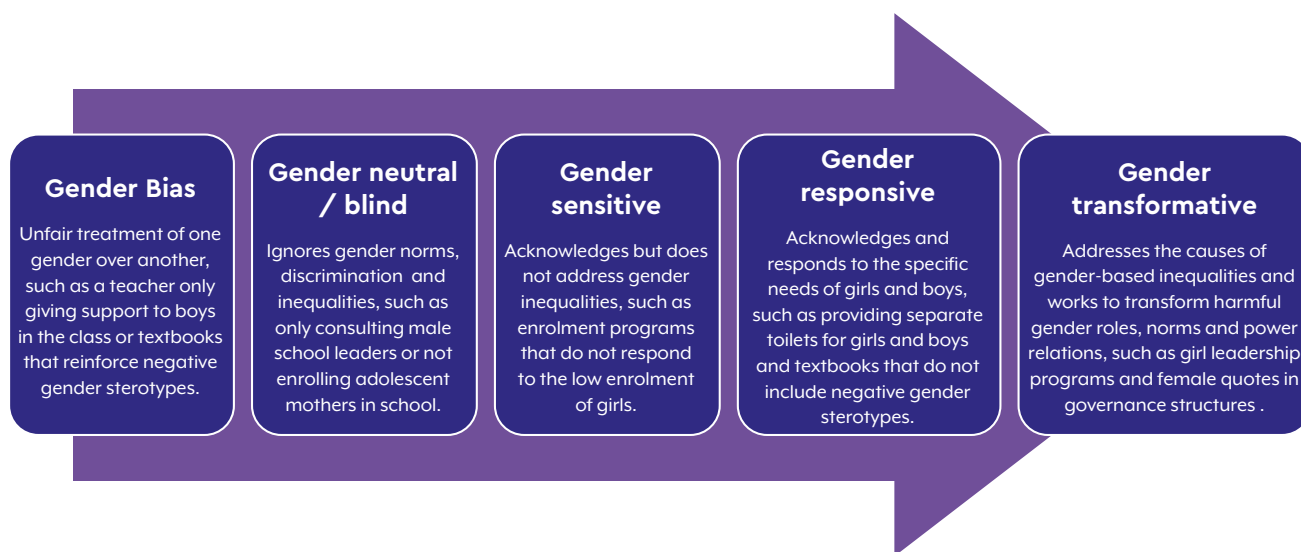 Gender Bias
Unfair treatment of one
gender over another,
such as a teacher only
giving support to boys
in the class or textbooks
that reinforce negative
gender sterotypes.
Gender neutral
/ blind
Ignores gender norms,
discrimination and
inequalities, such as
only consulting male
school leaders or not
enrolling adolescent
mothers in school.
Gender
sensitive
Acknowledges but does
not address gender
inequalities, such as
enrolment programs
that do not respond
to the low enrolment
of girls.
Gender
responsive
Acknowledges and
responds to the specific
needs of girls and boys,
such as providing separate
toilets for girls and boys
and textbooks that do not
include negative gender
sterotypes.
Gender
transformative
Addresses the causes of
gender-based inequalities and
works to transform harmful
gender roles, norms and power
relations, such as girl leadership
programs and female quotes in
governance structures .